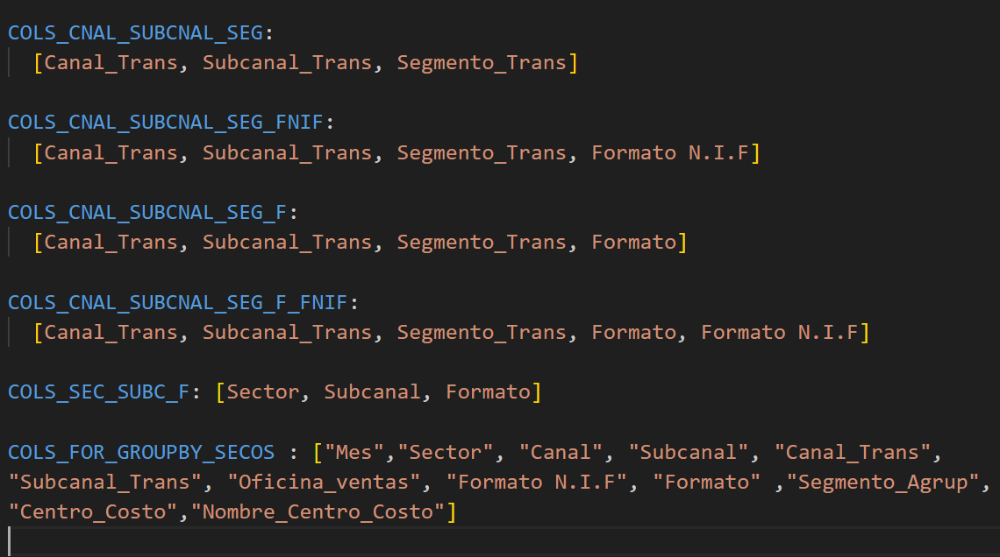 COLS_CNAL_SUBCNAL_SEG:
[Canal_Trans, Subcanal_Trans, Segmento_Trans]
COLS_CNAL_SUBCNAL_SEG_FNIF:
[Canal_Trans, Subcanal_Trans, Segmento_Trans, Formato N.I.F]
COLS_CNAL_SUBCNAL_SEG_F:
[Canal_Trans, Subcanal_Trans, Segmento_Trans, Formato]
COLS_CNAL_SUBCNAL_SEG_F_FNIF:
[Canal_Trans, Subcanal_Trans, Segmento_Trans, Formato, Formato N.I.F]
COLS_SEC_SUBC_F: [Sector, Subcanal, Formato]
COLS_FOR_GROUPBY_SECOS : ["Mes","Sector", "Canal", "Subcanal", "Canal_Trans",
"Subcanal_Trans", "Oficina_ventas", "Formato N.I.F", "Formato" ,"Segmento_Agrup",
"Centro_Costo","Nombre_Centro_Costo"]